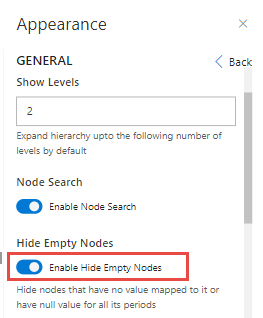 Appearance
GENERAL
Back
Show Levels
2
Expand hierarchy upto the following number of
levels by default
Node Search
Enable Node Search
Hide Empty Nodes
Enable Hide Empty Nodes
Hide nodes that have no value mapped to it or
have null value for all its periods